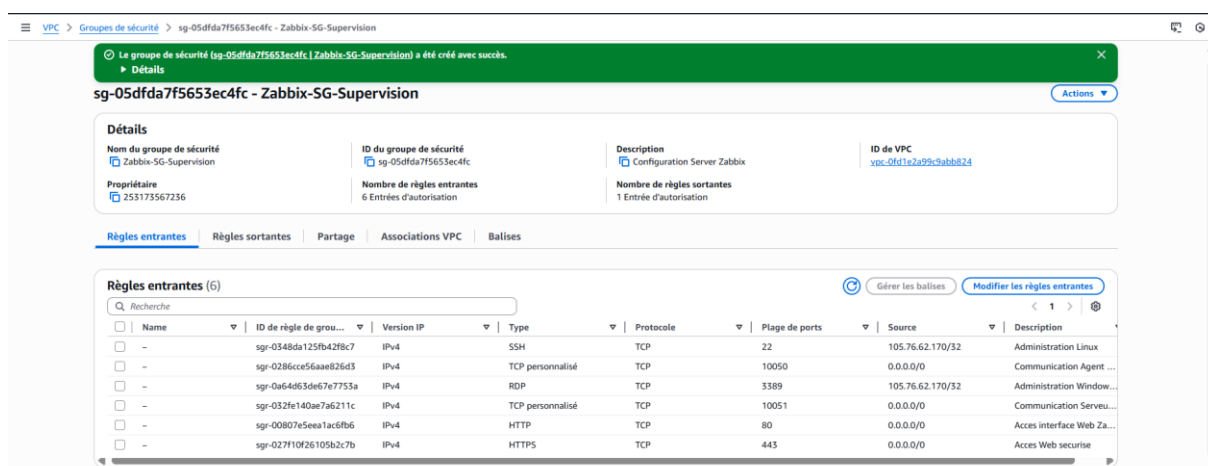 VPC > Groupes de sécurité > sg-05dfda7f5653ec4fc - Zabbix-SG-Supervision
Le groupe de sécurité (sg-05dfda7f5653ec4fc | Zabbix-SG-Supervision) a été créé avec succès.
Détails
sg-05dfda7f5653ec4fc - Zabbix-SG-Supervision Actions
Détails
Nom du groupe de sécurité ID du groupe de sécurité Description ID de VPC
Zabbix-SG-Supervision sg-05dfda7f5653ec4fc Configuration Server Zabbix vpc-0fd1e2a99c9abb824
Propriétaire Nombre de règles entrantes Nombre de règles sortantes
253173567236 6 Entrées d'autorisation 1 Entrée d'autorisation
Règles entrantes Règles sortantes Partage Associations VPC Balises
Règles entrantes (6) Gérer les balises Modifier les règles entrantes
Recherche < 1 >
Name ID de règle de grou... Version IP Type Protocole Plage de ports Source Description
– sgr-0348da125fb42f8c7 IPv4 SSH TCP 22 105.76.62.170/32 Administration Linux
– sgr-0286cce56aae826d3 IPv4 TCP personnalisé TCP 10050 0.0.0.0/0 Communication Agent ...
– sgr-0a64d63de67e7753a IPv4 RDP TCP 3389 105.76.62.170/32 Administration Window...
– sgr-032fe140ae7a6211c IPv4 TCP personnalisé TCP 10051 0.0.0.0/0 Communication Serveu...
– sgr-00807e5eea1ac6fb6 IPv4 HTTP TCP 80 0.0.0.0/0 Acces interface Web Za...
– sgr-027f10f26105b2c7b IPv4 HTTPS TCP 443 0.0.0.0/0 Acces Web securise